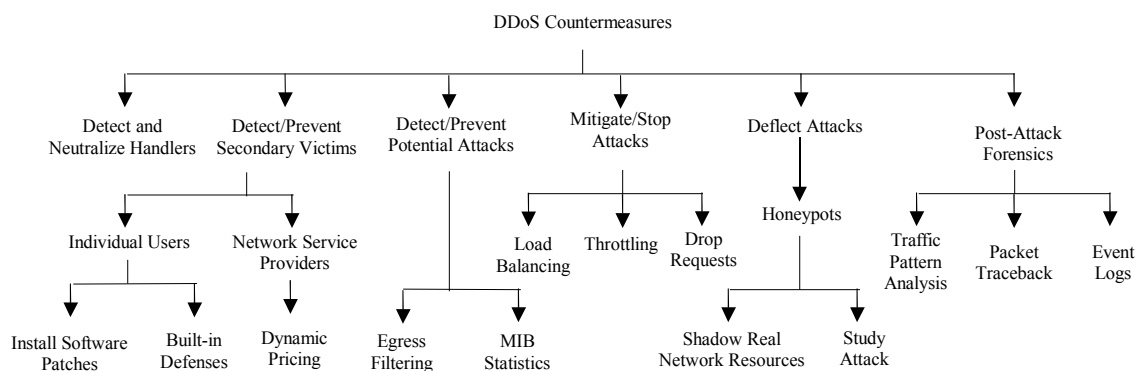 DDoS Countermeasures
Detect and
Neutralize Handlers
Detect/Prevent
Secondary Victims
Detect/Prevent
Potential Attacks
Mitigate/Stop
Attacks
Deflect Attacks
Post-Attack
Forensics
Individual Users
Network Service
Providers
Load
Balancing
Throttling
Drop
Requests
Honeypots
Traffic
Pattern
Analysis
Packet
Traceback
Event
Logs
Install Software
Patches
Built-in
Defenses
Dynamic
Pricing
Egress
Filtering
MIB
Statistics
Shadow Real
Network Resources
Study
Attack